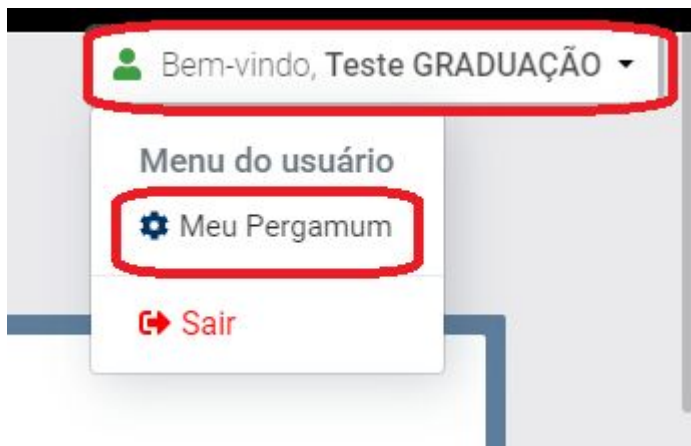 Bem-vindo, Teste GRADUAÇÃO
Menu do usuário
Meu Pergamum
Sair